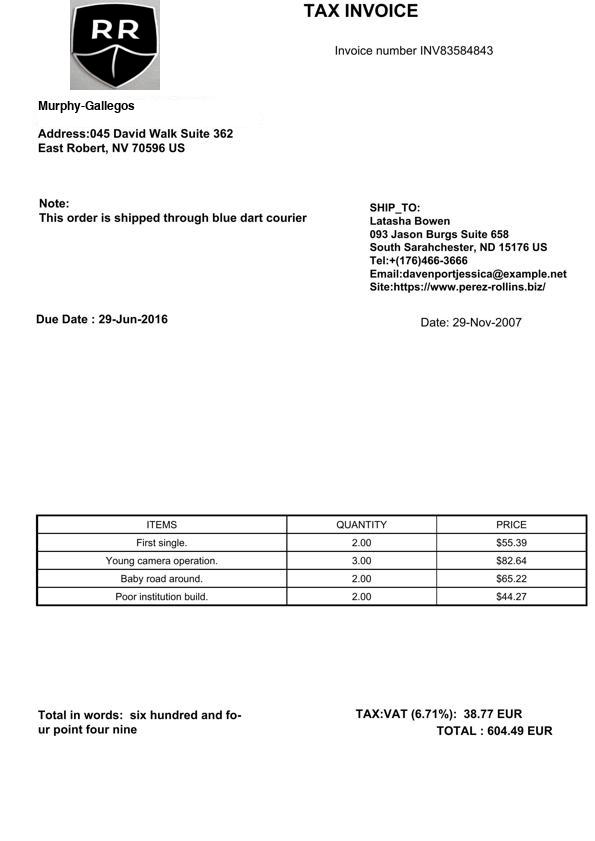 RR
TAX INVOICE
Invoice number INV83584843
Murphy-Gallegos
Address:045 David Walk Suite 362
East Robert, NV 70596 US
Note:
This order is shipped through blue dart courier
SHIP_TO:
Latasha Bowen
093 Jason Burgs Suite 658
South Sarahchester, ND 15176 US
Tel:+(176)466-3666
Email:davenportjessica@example.net
Site:https://www.perez-rollins.biz/
Due Date : 29-Jun-2016
Date: 29-Nov-2007
ITEMS QUANTITY PRICE
First single. 2.00 $55.39
Young camera operation. 3.00 $82.64
Baby road around. 2.00 $65.22
Poor institution build. 2.00 $44.27
Total in words: six hundred and fo-
ur point four nine
TAX:VAT (6.71%): 38.77 EUR
TOTAL : 604.49 EUR